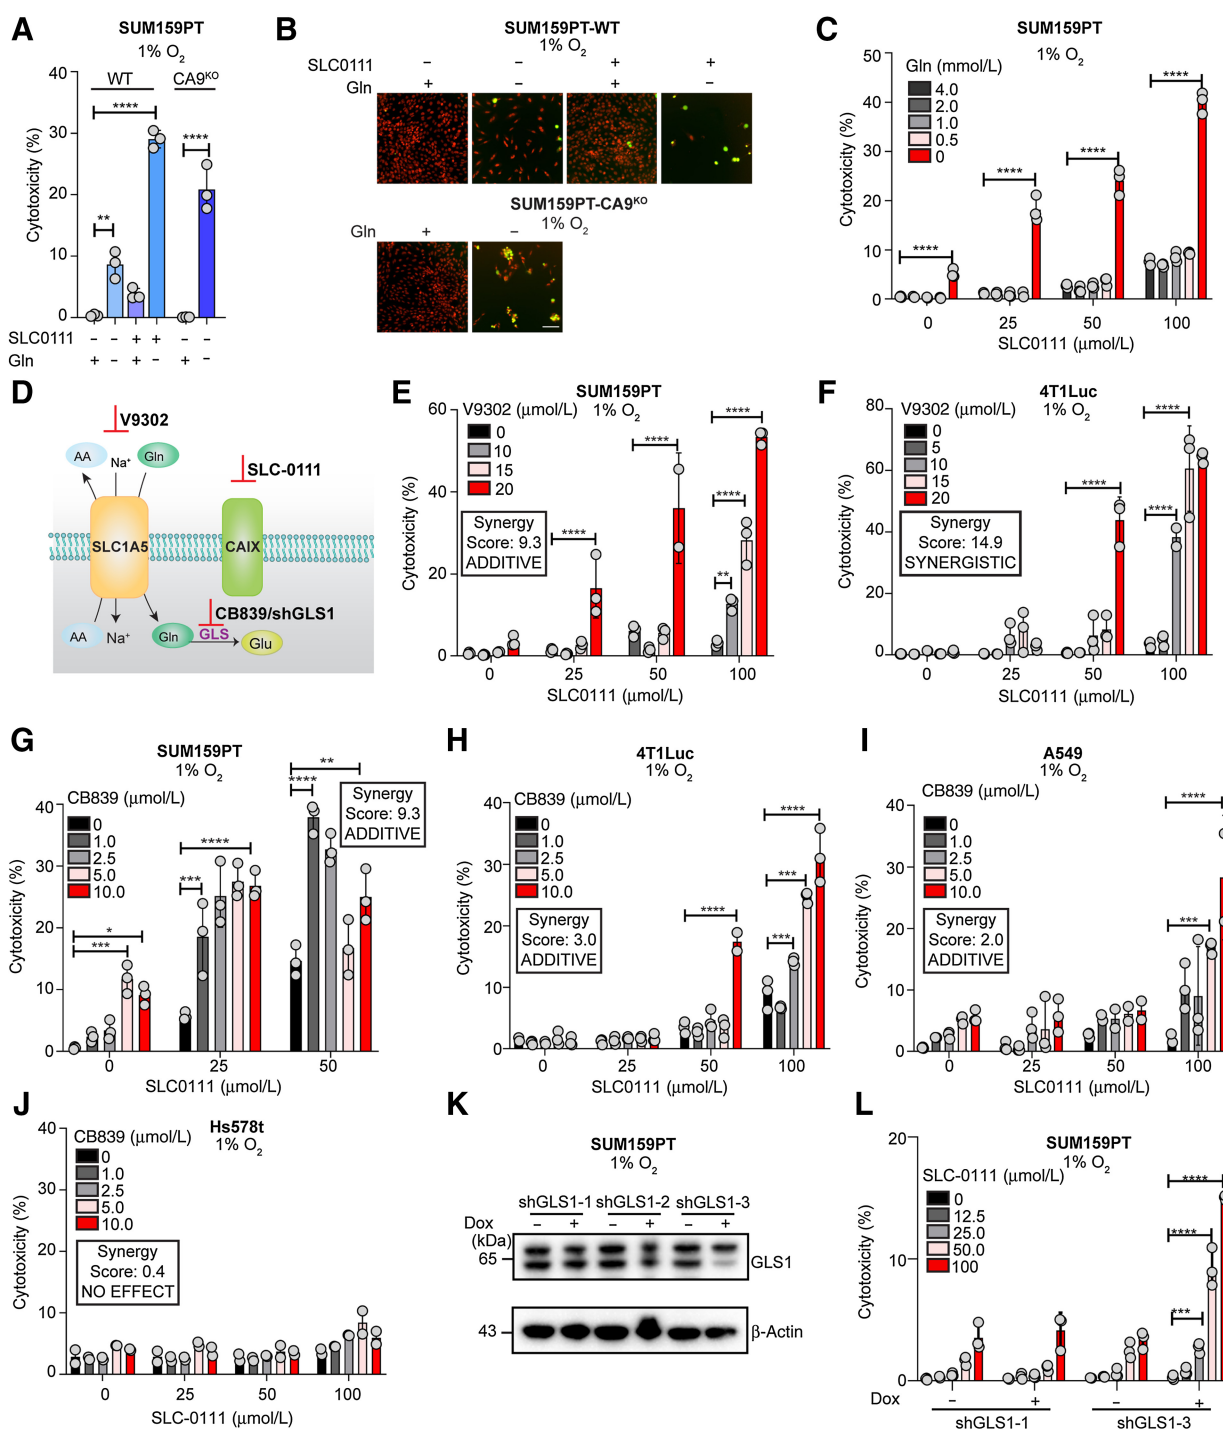 A
SUM159PT
1% O2
WT
CA9KO
****
****
**
Cytotoxicity (%)
40
30
20
10
0
SLC0111 – – + + – –
Gln + – + – + –
B
SUM159PT-WT
1% O2
SLC0111 – – + +
Gln + – + –
SUM159PT-CA9KO
1% O2
Gln + –
C
SUM159PT
1% O2
Gln (mmol/L)
4.0
2.0
1.0
0.5
0
****
****
****
****
Cytotoxicity (%)
50
40
30
20
10
0
0 25 50 100
SLC0111 (μmol/L)
D
V9302
AA Na+ Gln
SLC-0111
SLC1A5
CAIX
CB839/shGLS1
AA Na+ Gln GLS Glu
E
SUM159PT
V9302 (μmol/L) 1% O2
0
10
15
20
Synergy
Score: 9.3
ADDITIVE
****
****
****
****
**
Cytotoxicity (%)
60
40
20
0
0 25 50 100
SLC0111 (μmol/L)
F
4T1Luc
V9302 (μmol/L) 1% O2
0
5
10
15
20
Synergy
Score: 14.9
SYNERGISTIC
****
****
****
Cytotoxicity (%)
80
60
40
20
0
0 25 50 100
SLC0111 (μmol/L)
G
SUM159PT
1% O2
CB839 (μmol/L)
0
1.0
2.5
5.0
10.0
Synergy
Score: 9.3
ADDITIVE
**
****
****
***
*
***
Cytotoxicity (%)
40
30
20
10
0
0 25 50
SLC0111 (μmol/L)
H
4T1Luc
1% O2
CB839 (μmol/L)
0
1.0
2.5
5.0
10.0
Synergy
Score: 3.0
ADDITIVE
****
***
****
***
Cytotoxicity (%)
40
30
20
10
0
0 25 50 100
SLC0111 (μmol/L)
I
A549
1% O2
CB839 (μmol/L)
0
1.0
2.5
5.0
10.0
Synergy
Score: 2.0
ADDITIVE
****
***
Cytotoxicity (%)
40
30
20
10
0
0 25 50 100
SLC0111 (μmol/L)
J
Hs578t
CB839 (μmol/L) 1% O2
0
1.0
2.5
5.0
10.0
Synergy
Score: 0.4
NO EFFECT
Cytotoxicity (%)
40
30
20
10
0
0 25 50 100
SLC-0111 (μmol/L)
K
SUM159PT
1% O2
shGLS1-1 shGLS1-2 shGLS1-3
Dox – + – + – +
(kDa)
65 GLS1
43 β-Actin
L
SUM159PT
1% O2
SLC-0111 (μmol/L)
0
12.5
25.0
50.0
100
****
****
***
Cytotoxicity (%)
20
10
0
Dox – + – +
shGLS1-1 shGLS1-3